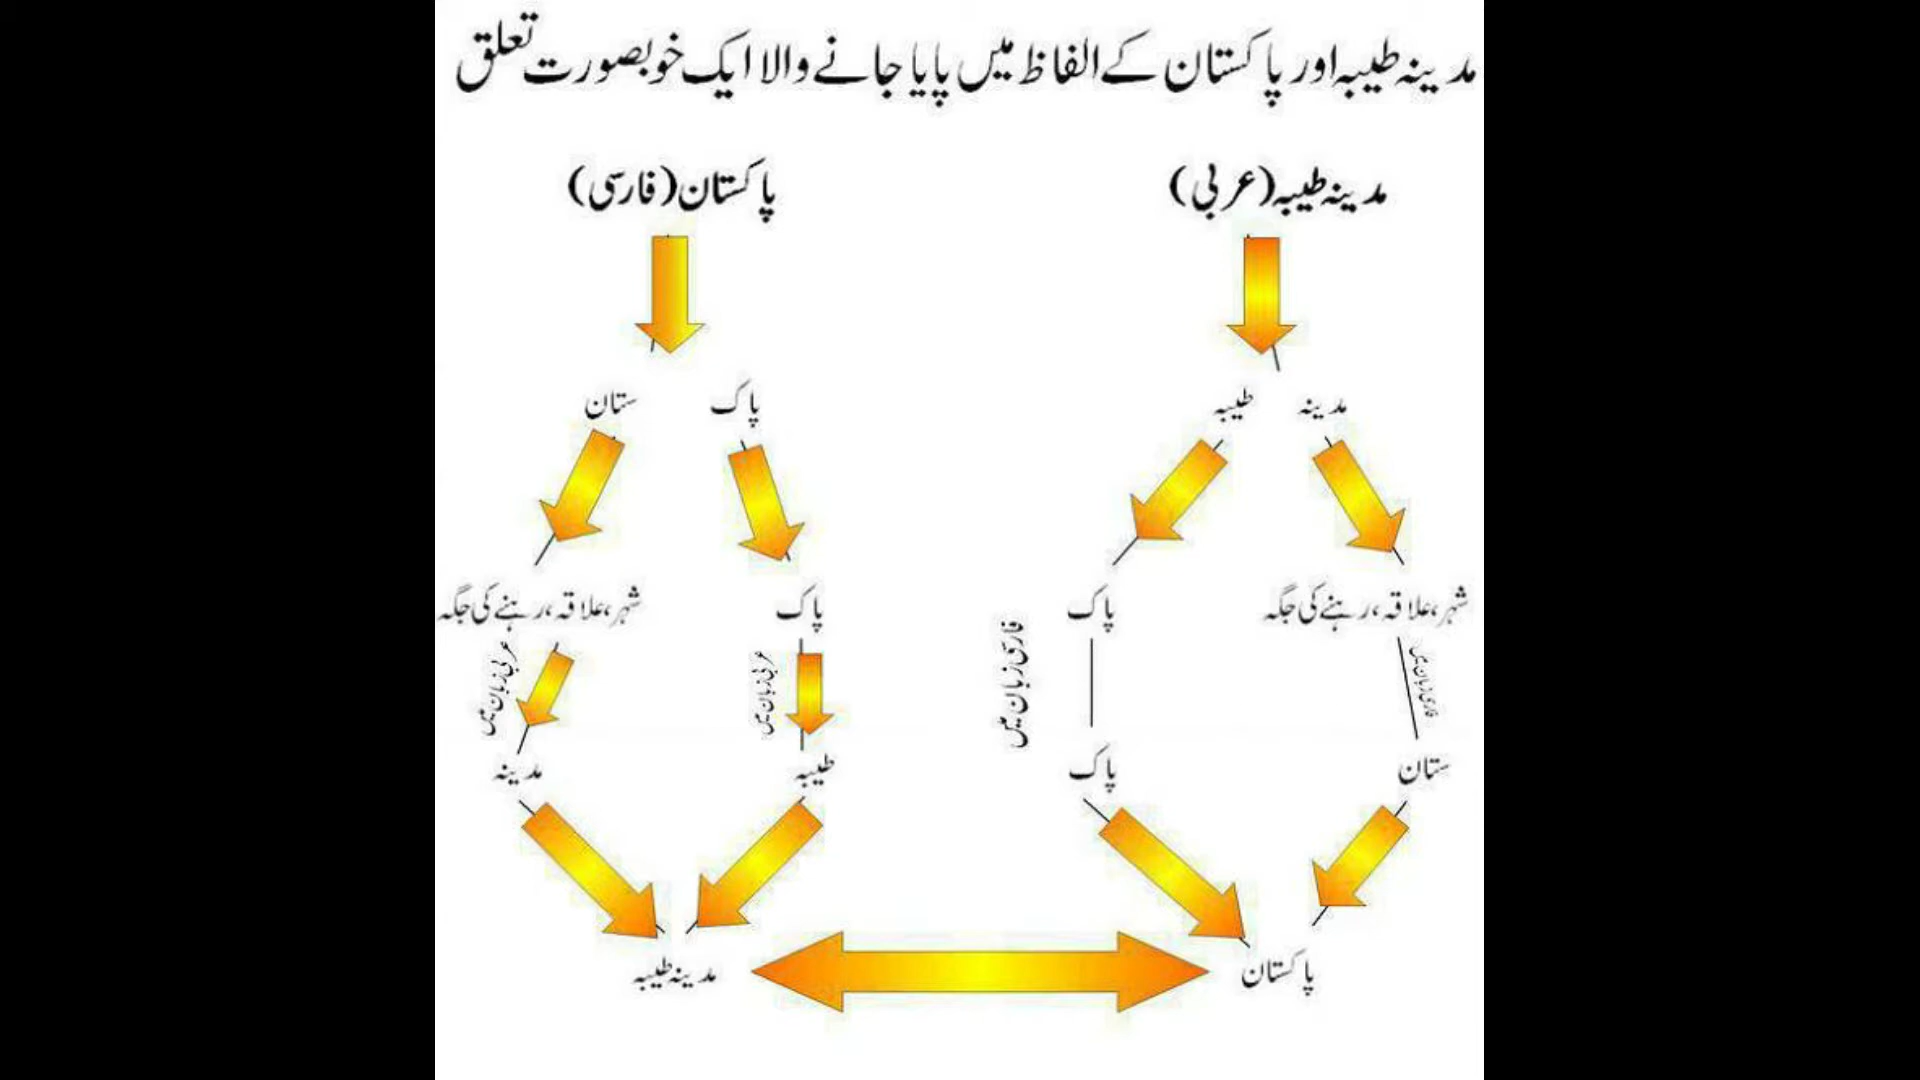 مدینہ طیبہ اور پاکستان کے الفاظ میں پایا جانے والا ایک خوبصورت تعلق
مدینہ طیبہ (عربی)
پاکستان (فارسی)
مدینہ
طیبہ
پاک
ستان
شہر، علاقہ، رہنے کی جگہ
پاک
پاک
شہر، علاقہ، رہنے کی جگہ
فارسی زبان میں
فارسی زبان میں
عربی زبان میں
عربی زبان میں
ستان
پاک
طیبہ
مدینہ
پاکستان
مدینہ طیبہ